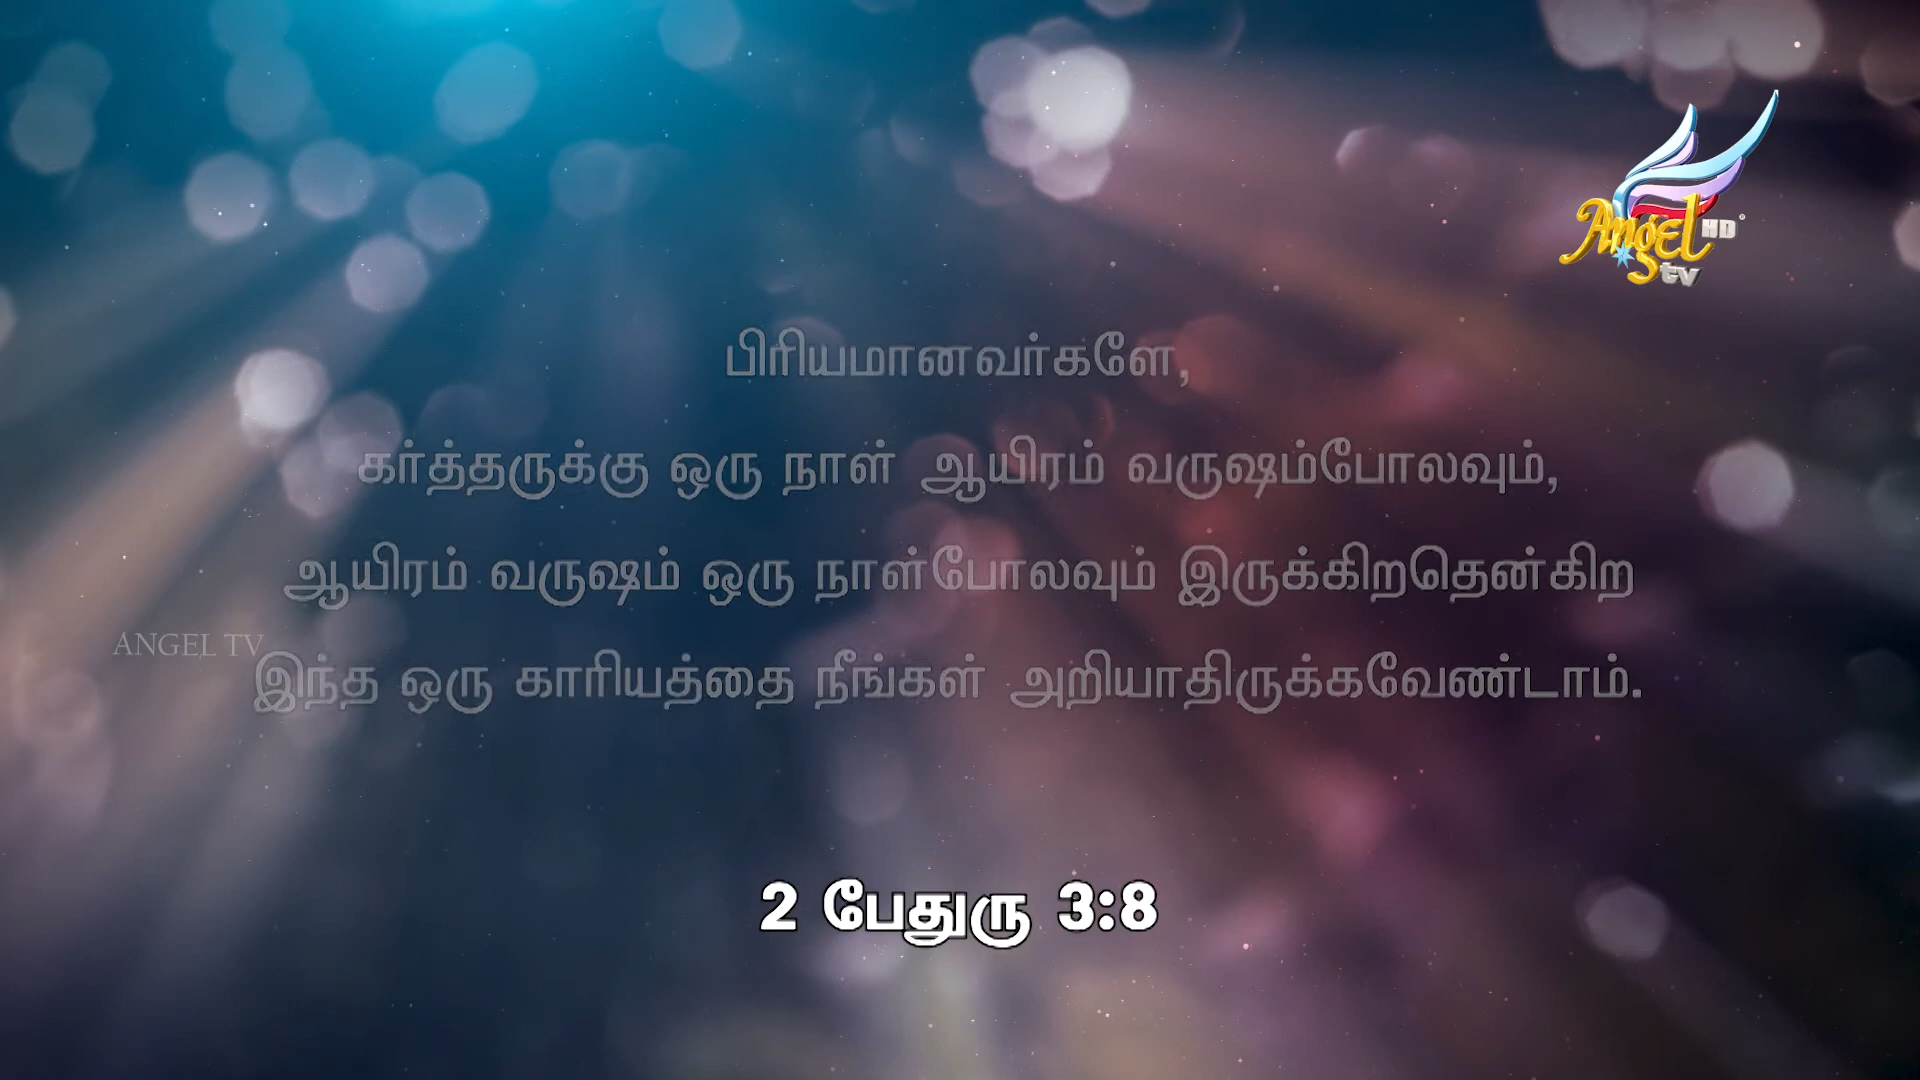 Angel HD
tv
பிரியமானவர்களே,
கர்த்தருக்கு ஒரு நாள் ஆயிரம் வருஷம்போலவும்,
ஆயிரம் வருஷம் ஒரு நாள்போலவும் இருக்கிறதென்கிற
ANGEL TV
இந்த ஒரு காரியத்தை நீங்கள் அறியாதிருக்கவேண்டாம்.
2 பேதுரு 3:8